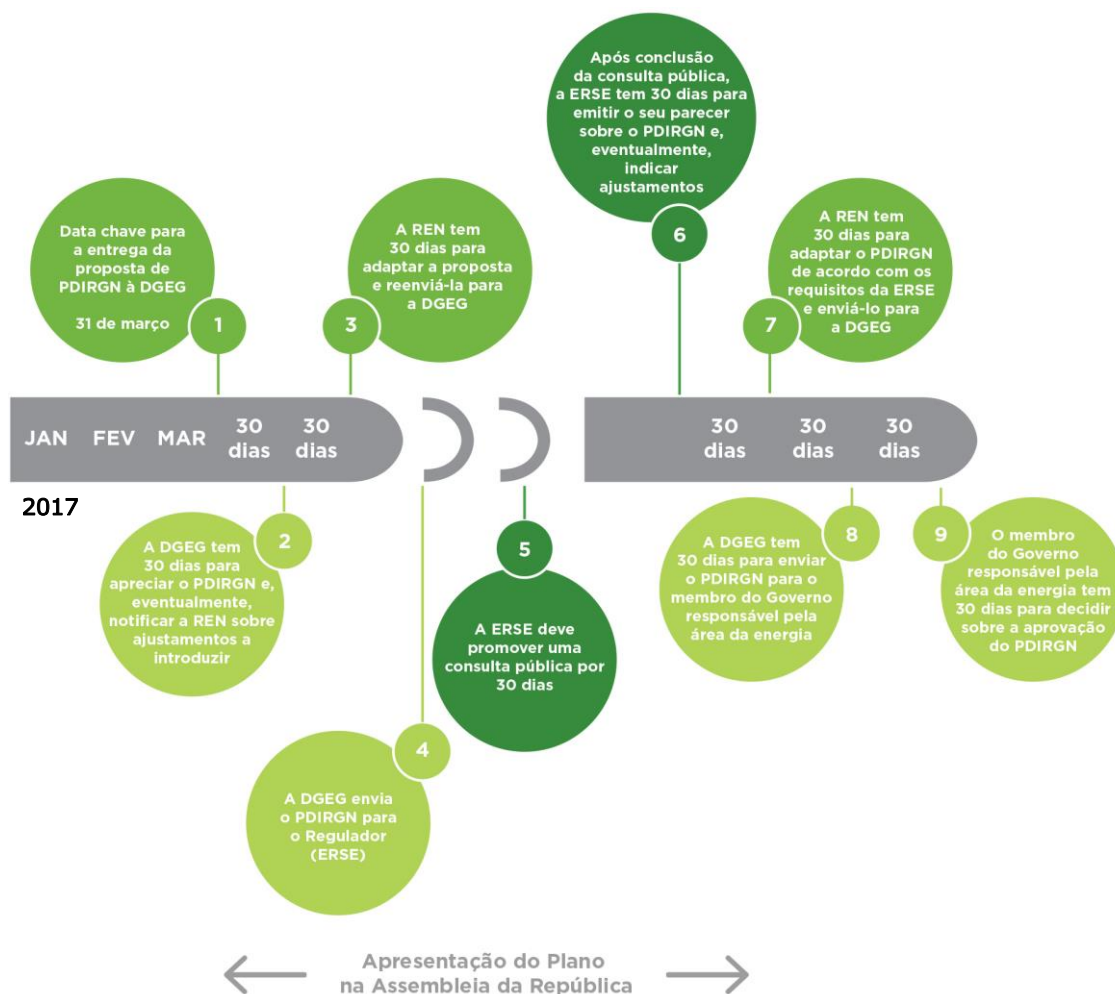 Data chave para
a entrega da
proposta de
PDIRGN à DGEG
31 de março
1
A REN tem
30 dias para
adaptar a proposta
e reenviá-la para
a DGEG
3
Após conclusão
da consulta pública,
a ERSE tem 30 dias para
emitir o seu parecer
sobre o PDIRGN e,
eventualmente,
indicar
ajustamentos
6
A REN tem
30 dias para
adaptar o PDIRGN
de acordo com os
requisitos da ERSE
e enviá-lo para
a DGEG
7
JAN FEV MAR 30 dias 30 dias 30 dias 30 dias 30 dias
2017
A DGEG tem
30 dias para
apreciar o PDIRGN e,
eventualmente,
notificar a REN sobre
ajustamentos a
introduzir
2
A DGEG envia
o PDIRGN para
o Regulador
(ERSE)
4
5
A ERSE deve
promover uma
consulta pública por
30 dias
A DGEG tem
30 dias para enviar
o PDIRGN para o
membro do Governo
responsável pela
área da energia
8
9
O membro
do Governo
responsável pela
área da energia tem
30 dias para decidir
sobre a aprovação
do PDIRGN
Apresentação do Plano
na Assembleia da República